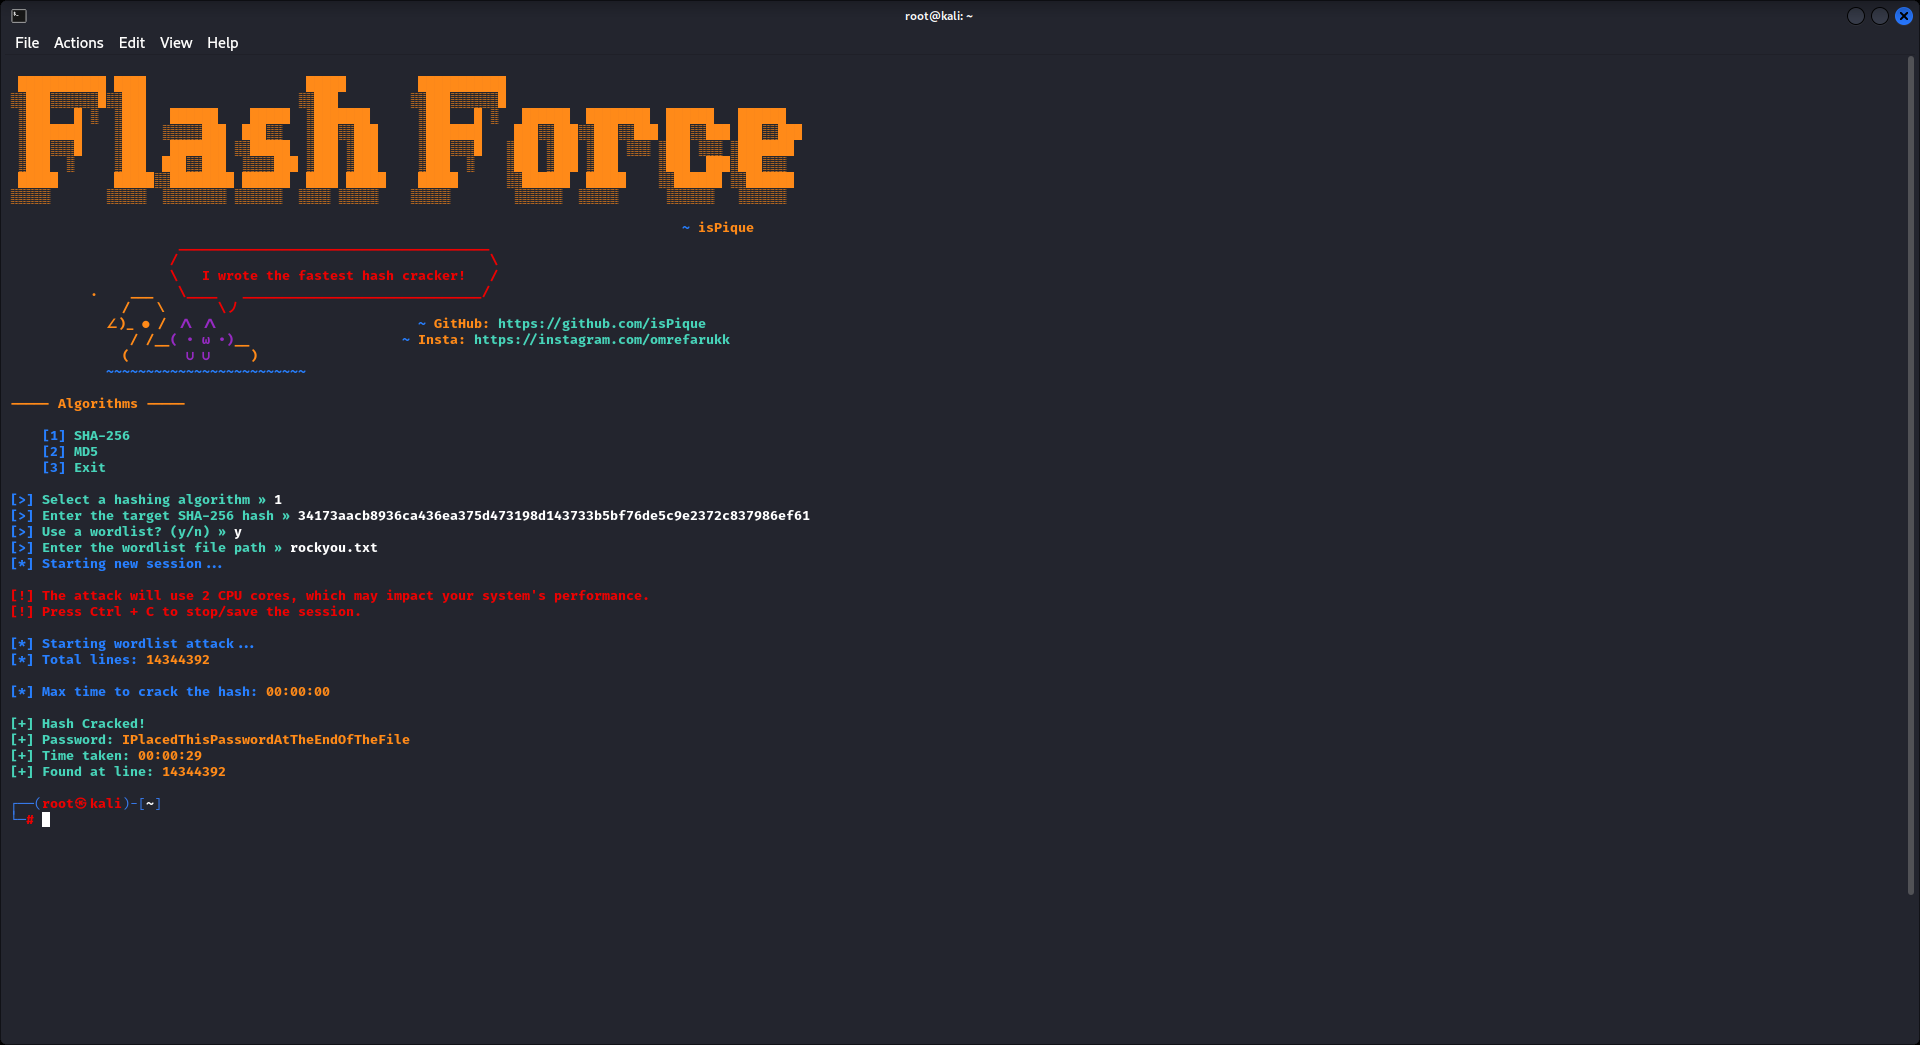 root@kali: ~
File Actions Edit View Help
Flash Force
~ isPique
I wrote the fastest hash cracker!
~ GitHub: https://github.com/isPique
~ Insta: https://instagram.com/omrefarukk
───── Algorithms ─────
[1] SHA-256
[2] MD5
[3] Exit
[>] Select a hashing algorithm » 1
[>] Enter the target SHA-256 hash » 34173aacb8936ca436ea375d473198d143733b5bf76de5c9e2372c837986ef61
[>] Use a wordlist? (y/n) » y
[>] Enter the wordlist file path » rockyou.txt
[*] Starting new session...
[!] The attack will use 2 CPU cores, which may impact your system's performance.
[!] Press Ctrl + C to stop/save the session.
[*] Starting wordlist attack...
[*] Total lines: 14344392
[*] Max time to crack the hash: 00:00:00
[+] Hash Cracked!
[+] Password: IPlacedThisPasswordAtTheEndOfTheFile
[+] Time taken: 00:00:29
[+] Found at line: 14344392
┌──(root㉿kali)-[~]
└─#